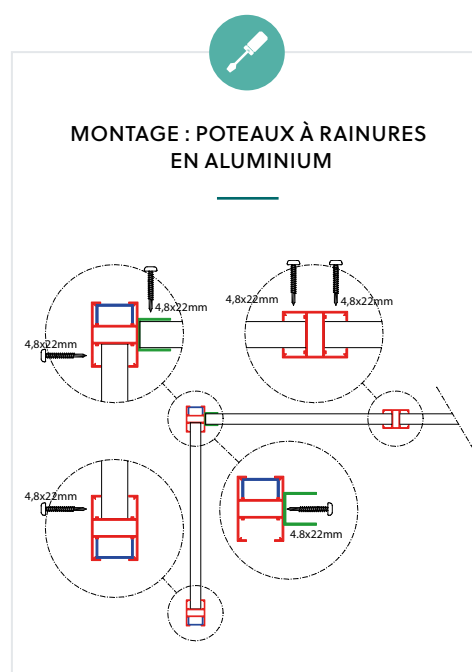 MONTAGE : POTEAUX À RAINURES
EN ALUMINIUM
4,8x22mm
4,8x22mm
4,8x22mm
4,8x22mm
4,8x22mm
4.8x22mm